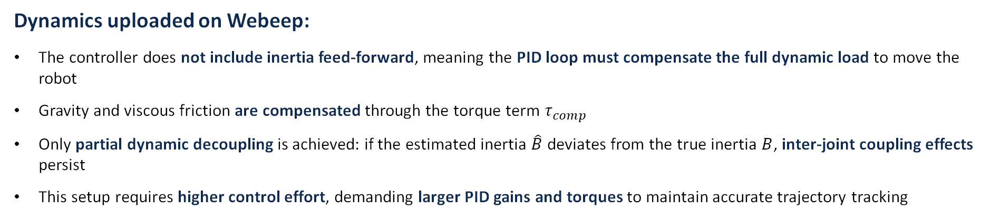 Dynamics uploaded on Webeep:
• The controller does not include inertia feed-forward, meaning the PID loop must compensate the full dynamic load to move the
robot
• Gravity and viscous friction are compensated through the torque term τ_comp
• Only partial dynamic decoupling is achieved: if the estimated inertia B̂ deviates from the true inertia B, inter-joint coupling effects
persist
• This setup requires higher control effort, demanding larger PID gains and torques to maintain accurate trajectory tracking